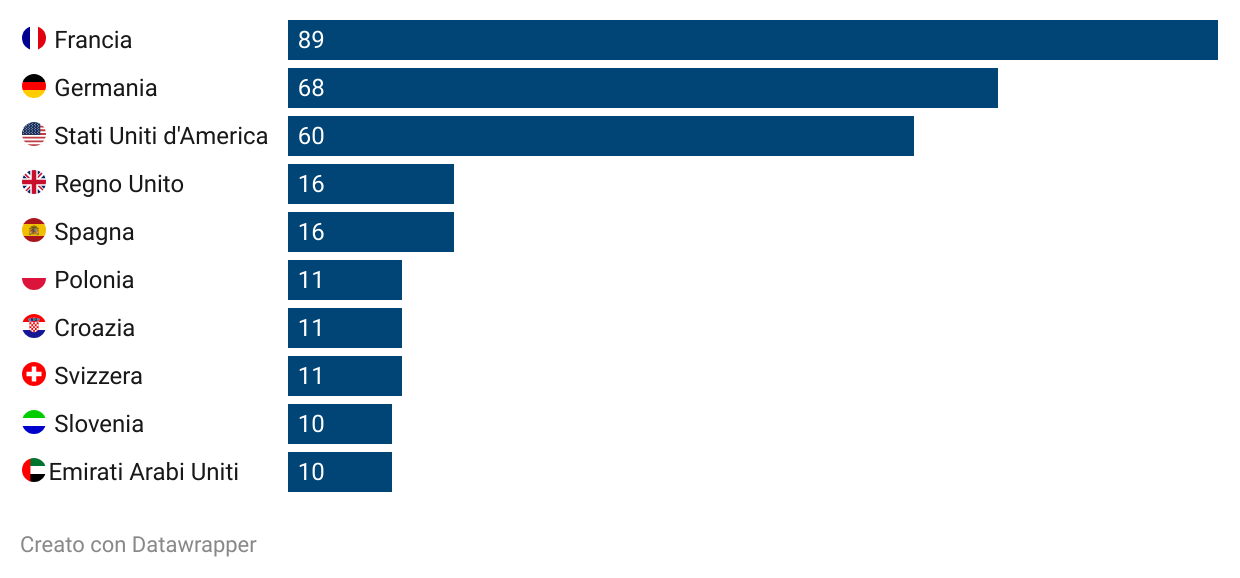 Francia 89
Germania 68
Stati Uniti d'America 60
Regno Unito 16
Spagna 16
Polonia 11
Croazia 11
Svizzera 11
Slovenia 10
Emirati Arabi Uniti 10
Creato con Datawrapper